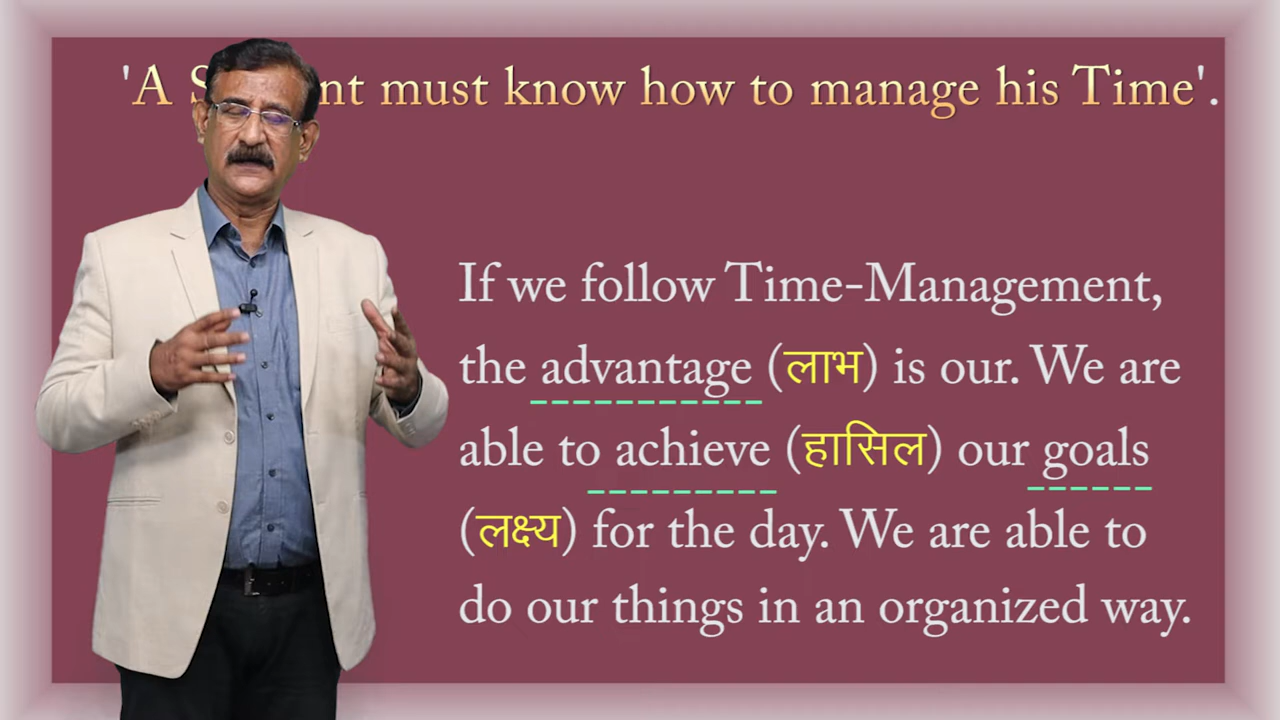 'A must know how to manage his Time'.
If we follow Time-Management,
the advantage (लाभ) is our. We are
able to achieve (हासिल) our goals
(लक्ष्य) for the day. We are able to
do our things in an organized way.